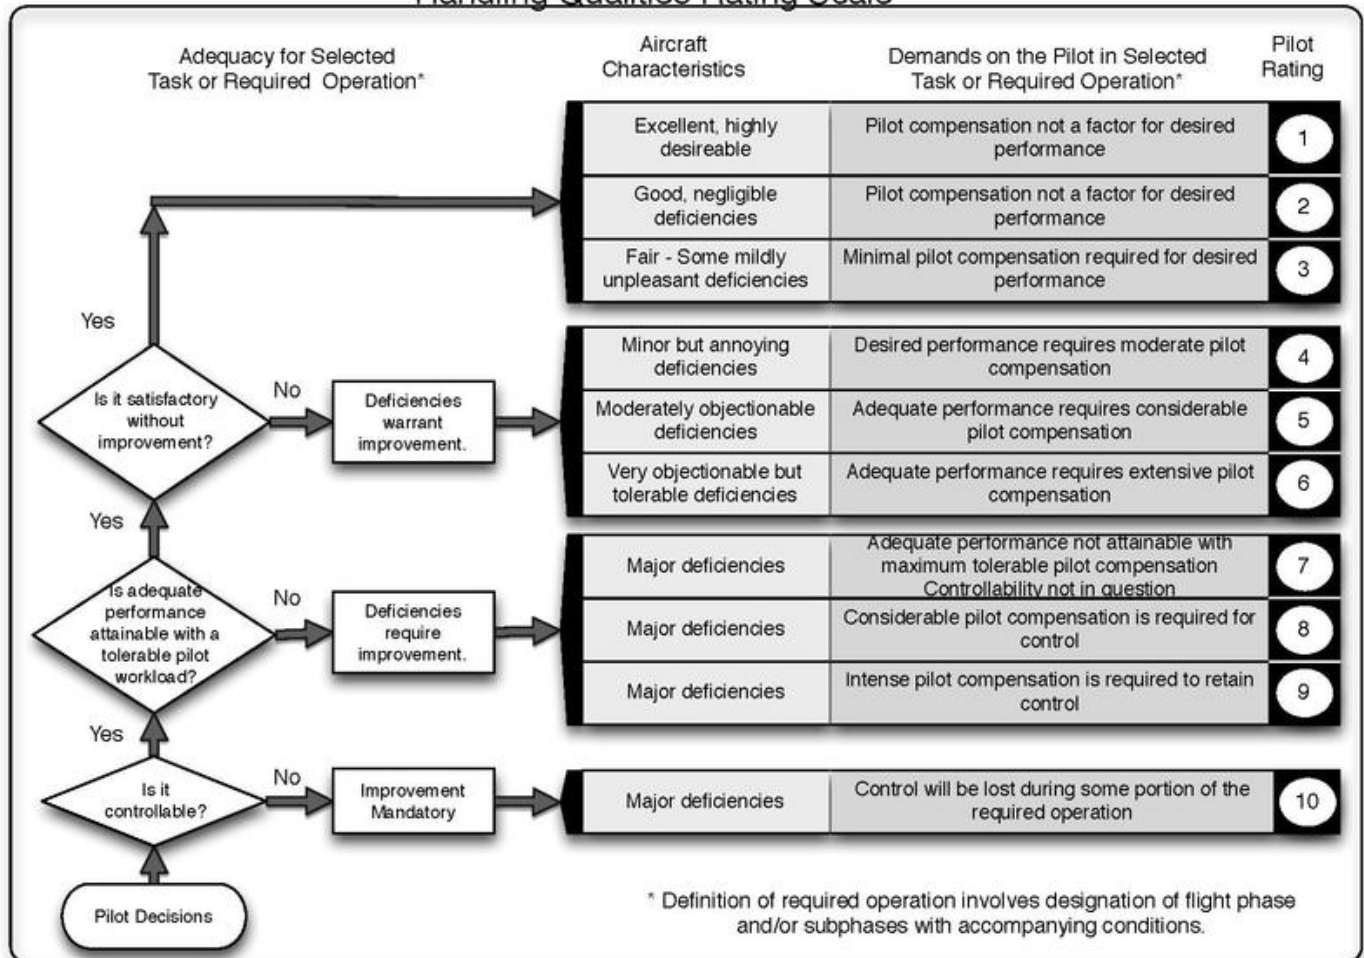 Handling Qualities Rating Scale
Adequacy for Selected
Task or Required Operation*
Aircraft
Characteristics
Demands on the Pilot in Selected
Task or Required Operation*
Pilot
Rating
Excellent, highly
desireable
Pilot compensation not a factor for desired
performance
1
Good, negligible
deficiencies
Pilot compensation not a factor for desired
performance
2
Fair - Some mildly
unpleasant deficiencies
Minimal pilot compensation required for desired
performance
3
Yes
Is it satisfactory
without
improvement?
No
Deficiencies
warrant
improvement.
Minor but annoying
deficiencies
Desired performance requires moderate pilot
compensation
4
Moderately objectionable
deficiencies
Adequate performance requires considerable
pilot compensation
5
Very objectionable but
tolerable deficiencies
Adequate performance requires extensive pilot
compensation
6
Yes
Is adequate
performance
attainable with a
tolerable pilot
workload?
No
Deficiencies
require
improvement.
Major deficiencies
Adequate performance not attainable with
maximum tolerable pilot compensation
Controllability not in question
7
Major deficiencies
Considerable pilot compensation is required for
control
8
Major deficiencies
Intense pilot compensation is required to retain
control
9
Yes
Is it
controllable?
No
Improvement
Mandatory
Major deficiencies
Control will be lost during some portion of the
required operation
10
Pilot Decisions
* Definition of required operation involves designation of flight phase
and/or subphases with accompanying conditions.